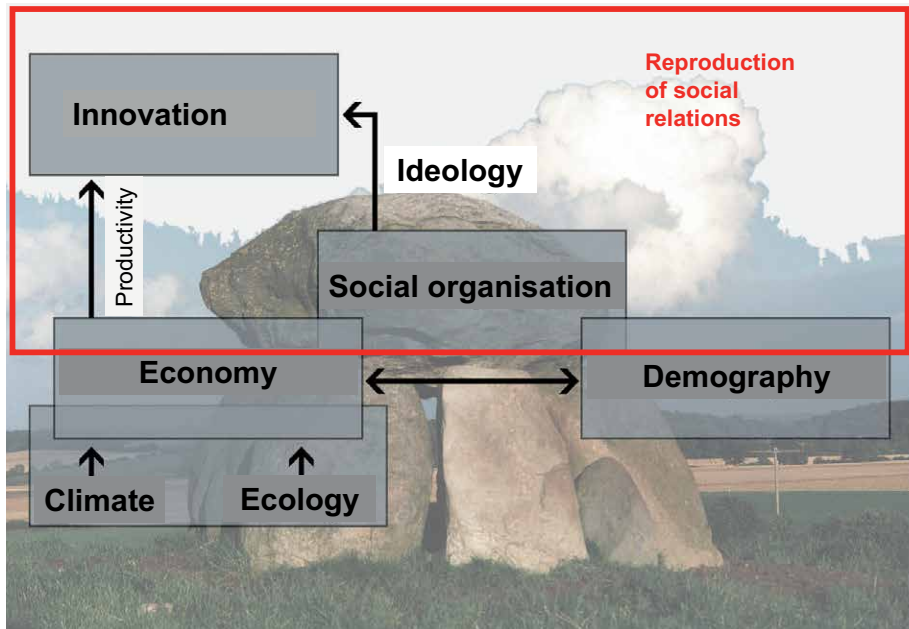 Reproduction
of social
relations
Innovation
Ideology
Productivity
Social organisation
Economy
Demography
Climate
Ecology